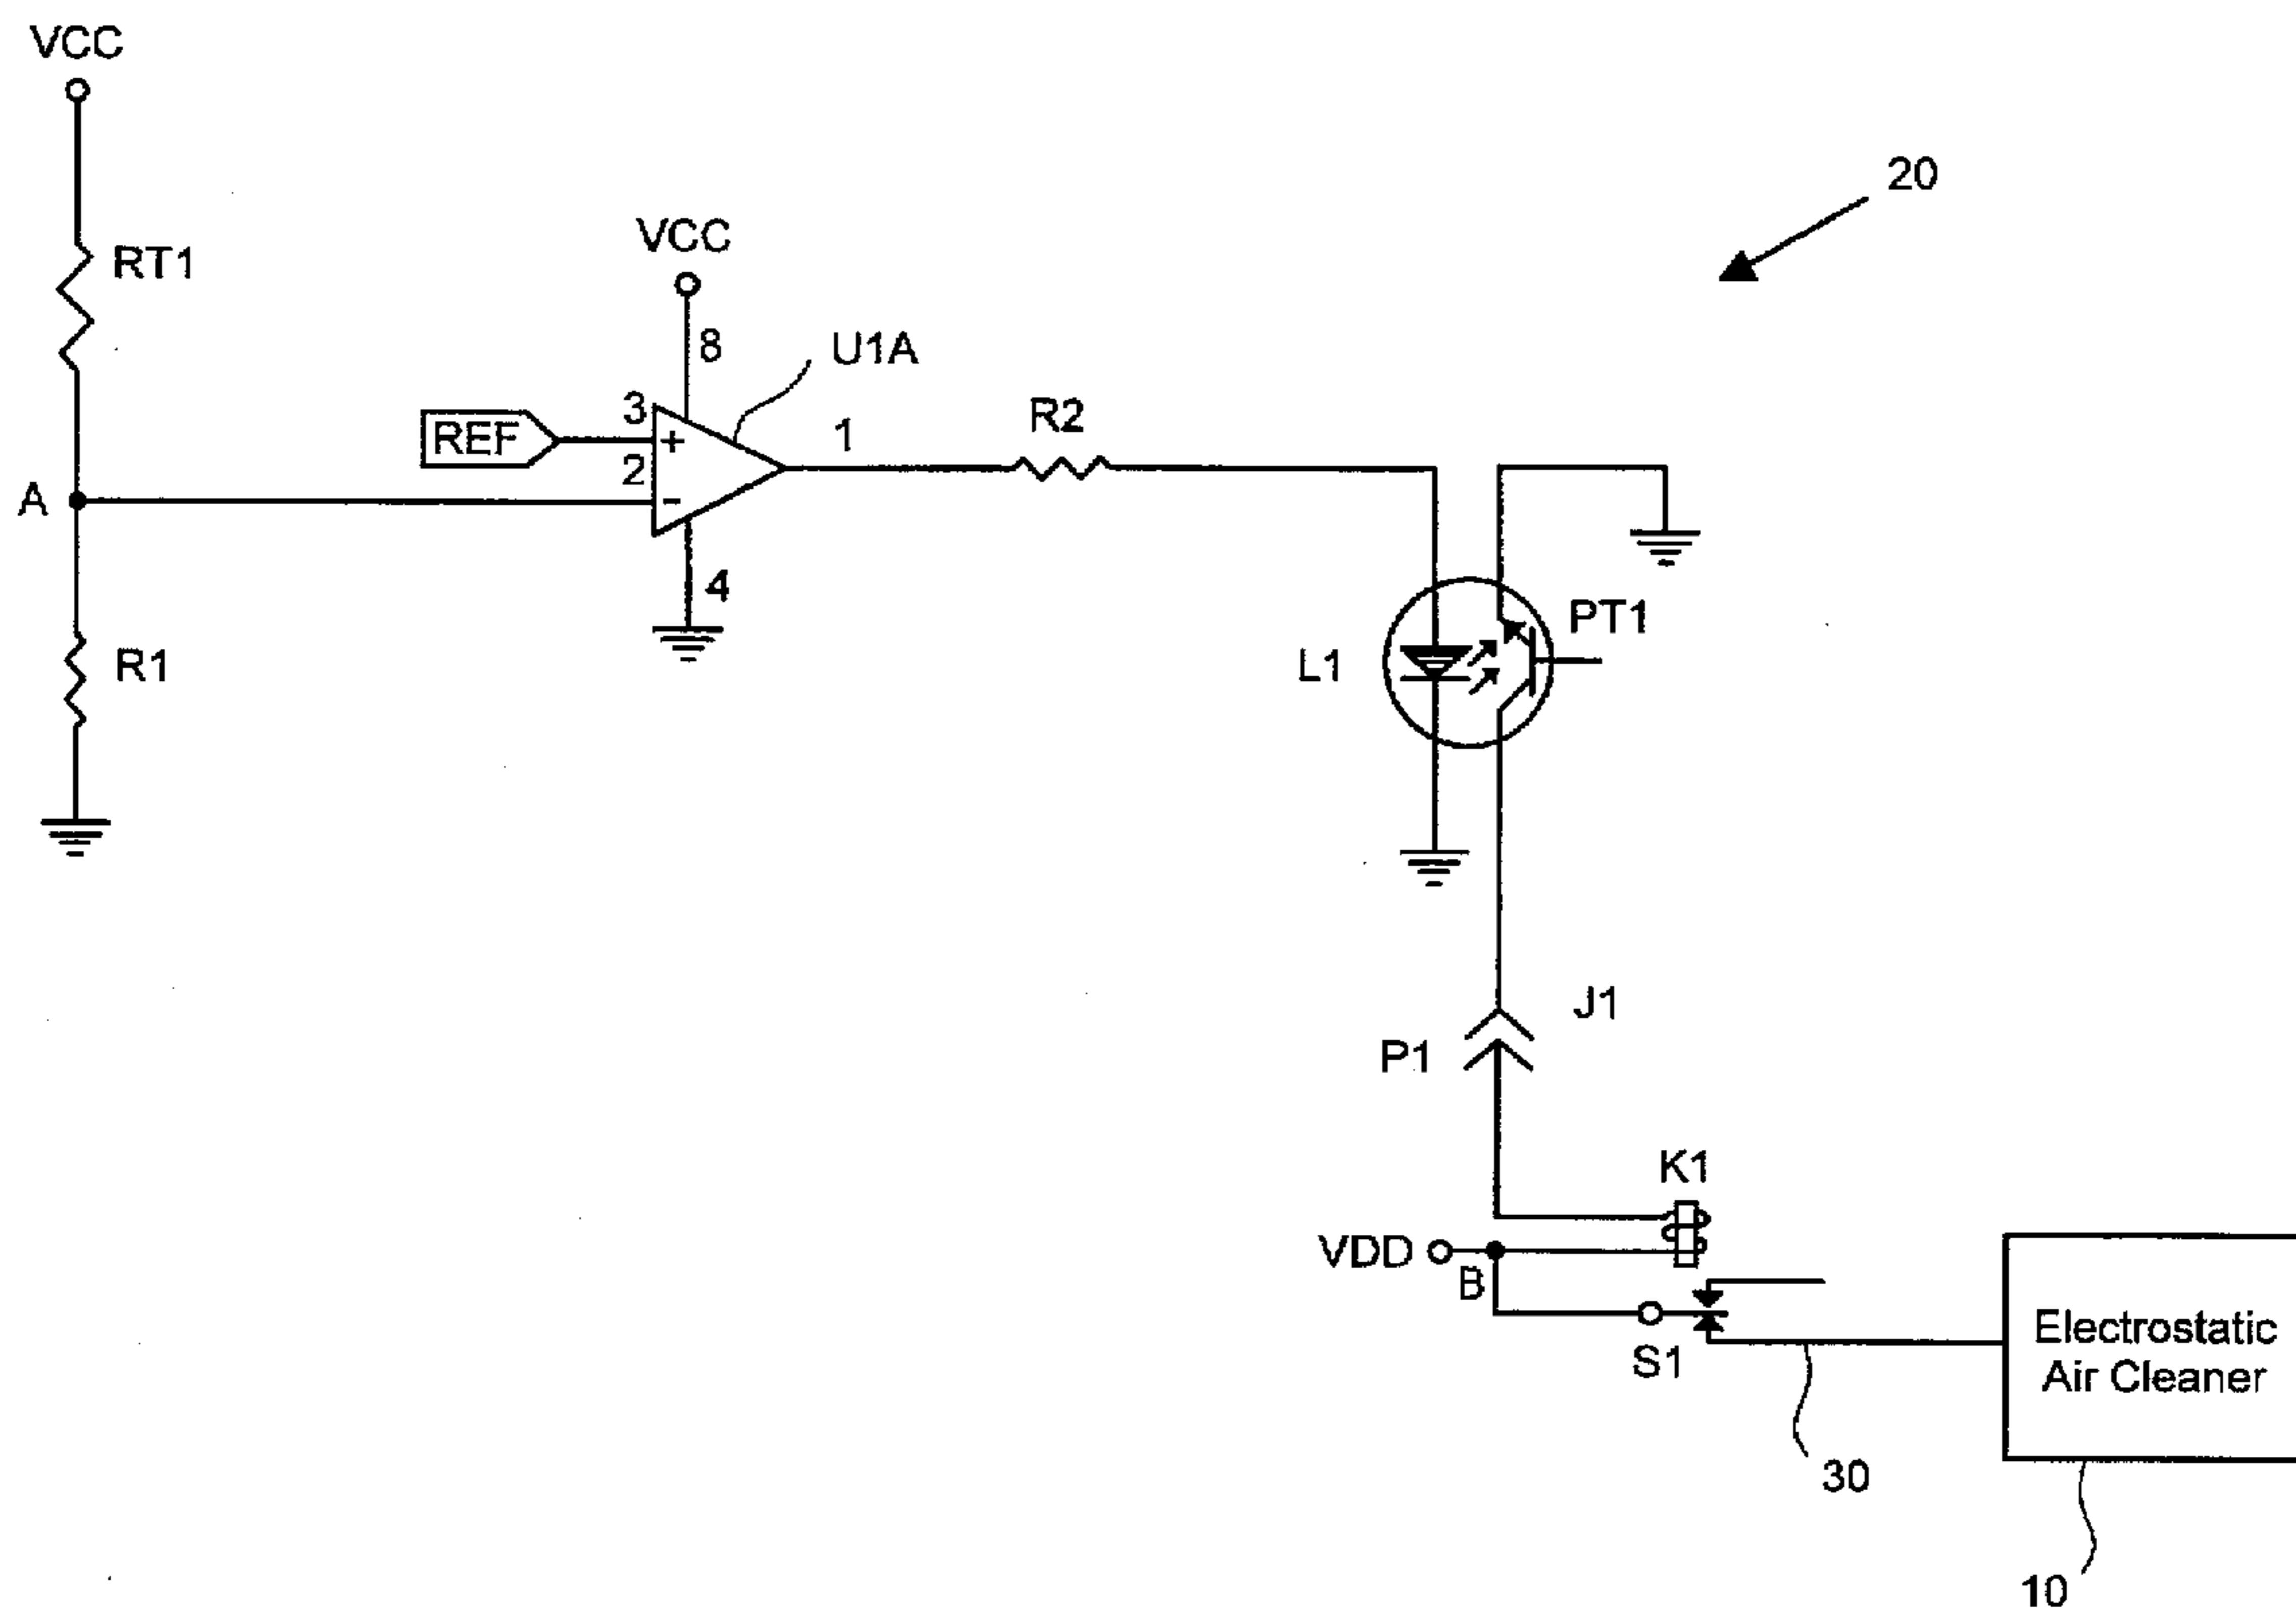 VCC
20
RT1
VCC
8
U1A
3
REF
+
1
R2
2
A
-
4
PT1
R1
L1
J1
P1
K1
VDD
B
S1
Electrostatic
Air Cleaner
30
10